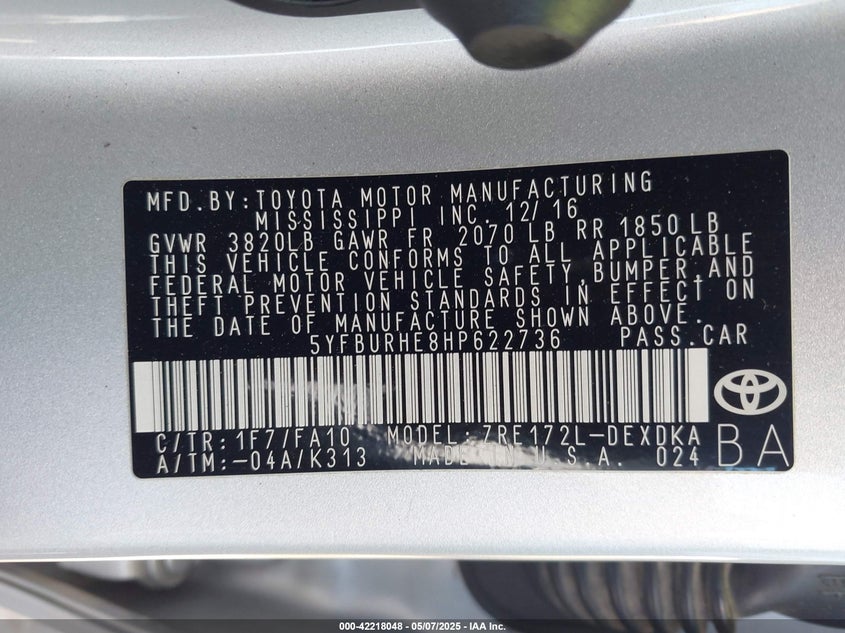 MFD.BY:TOYOTA MOTOR MANUFACTURING
MISSISSIPPI INC. 12/16
GVWR 3820LB GAWR FR 2070LB RR 1850LB
THIS VEHICLE CONFORMS TO ALL APPLICABLE
FEDERAL MOTOR VEHICLE SAFETY,BUMPER,AND
THEFT PREVENTION STANDARDS IN EFFECT ON
THE DATE OF MANUFACTURE SHOWN ABOVE.
5YFBURHE8HP622736 PASS.CAR
C/TR:1F7/FA10 MODEL:ZRE172L-DEXDKA
A/TM:-04A/K313 MADE IN U.S.A. 024
BA
000-42218048 - 05/07/2025 - IAA Inc.